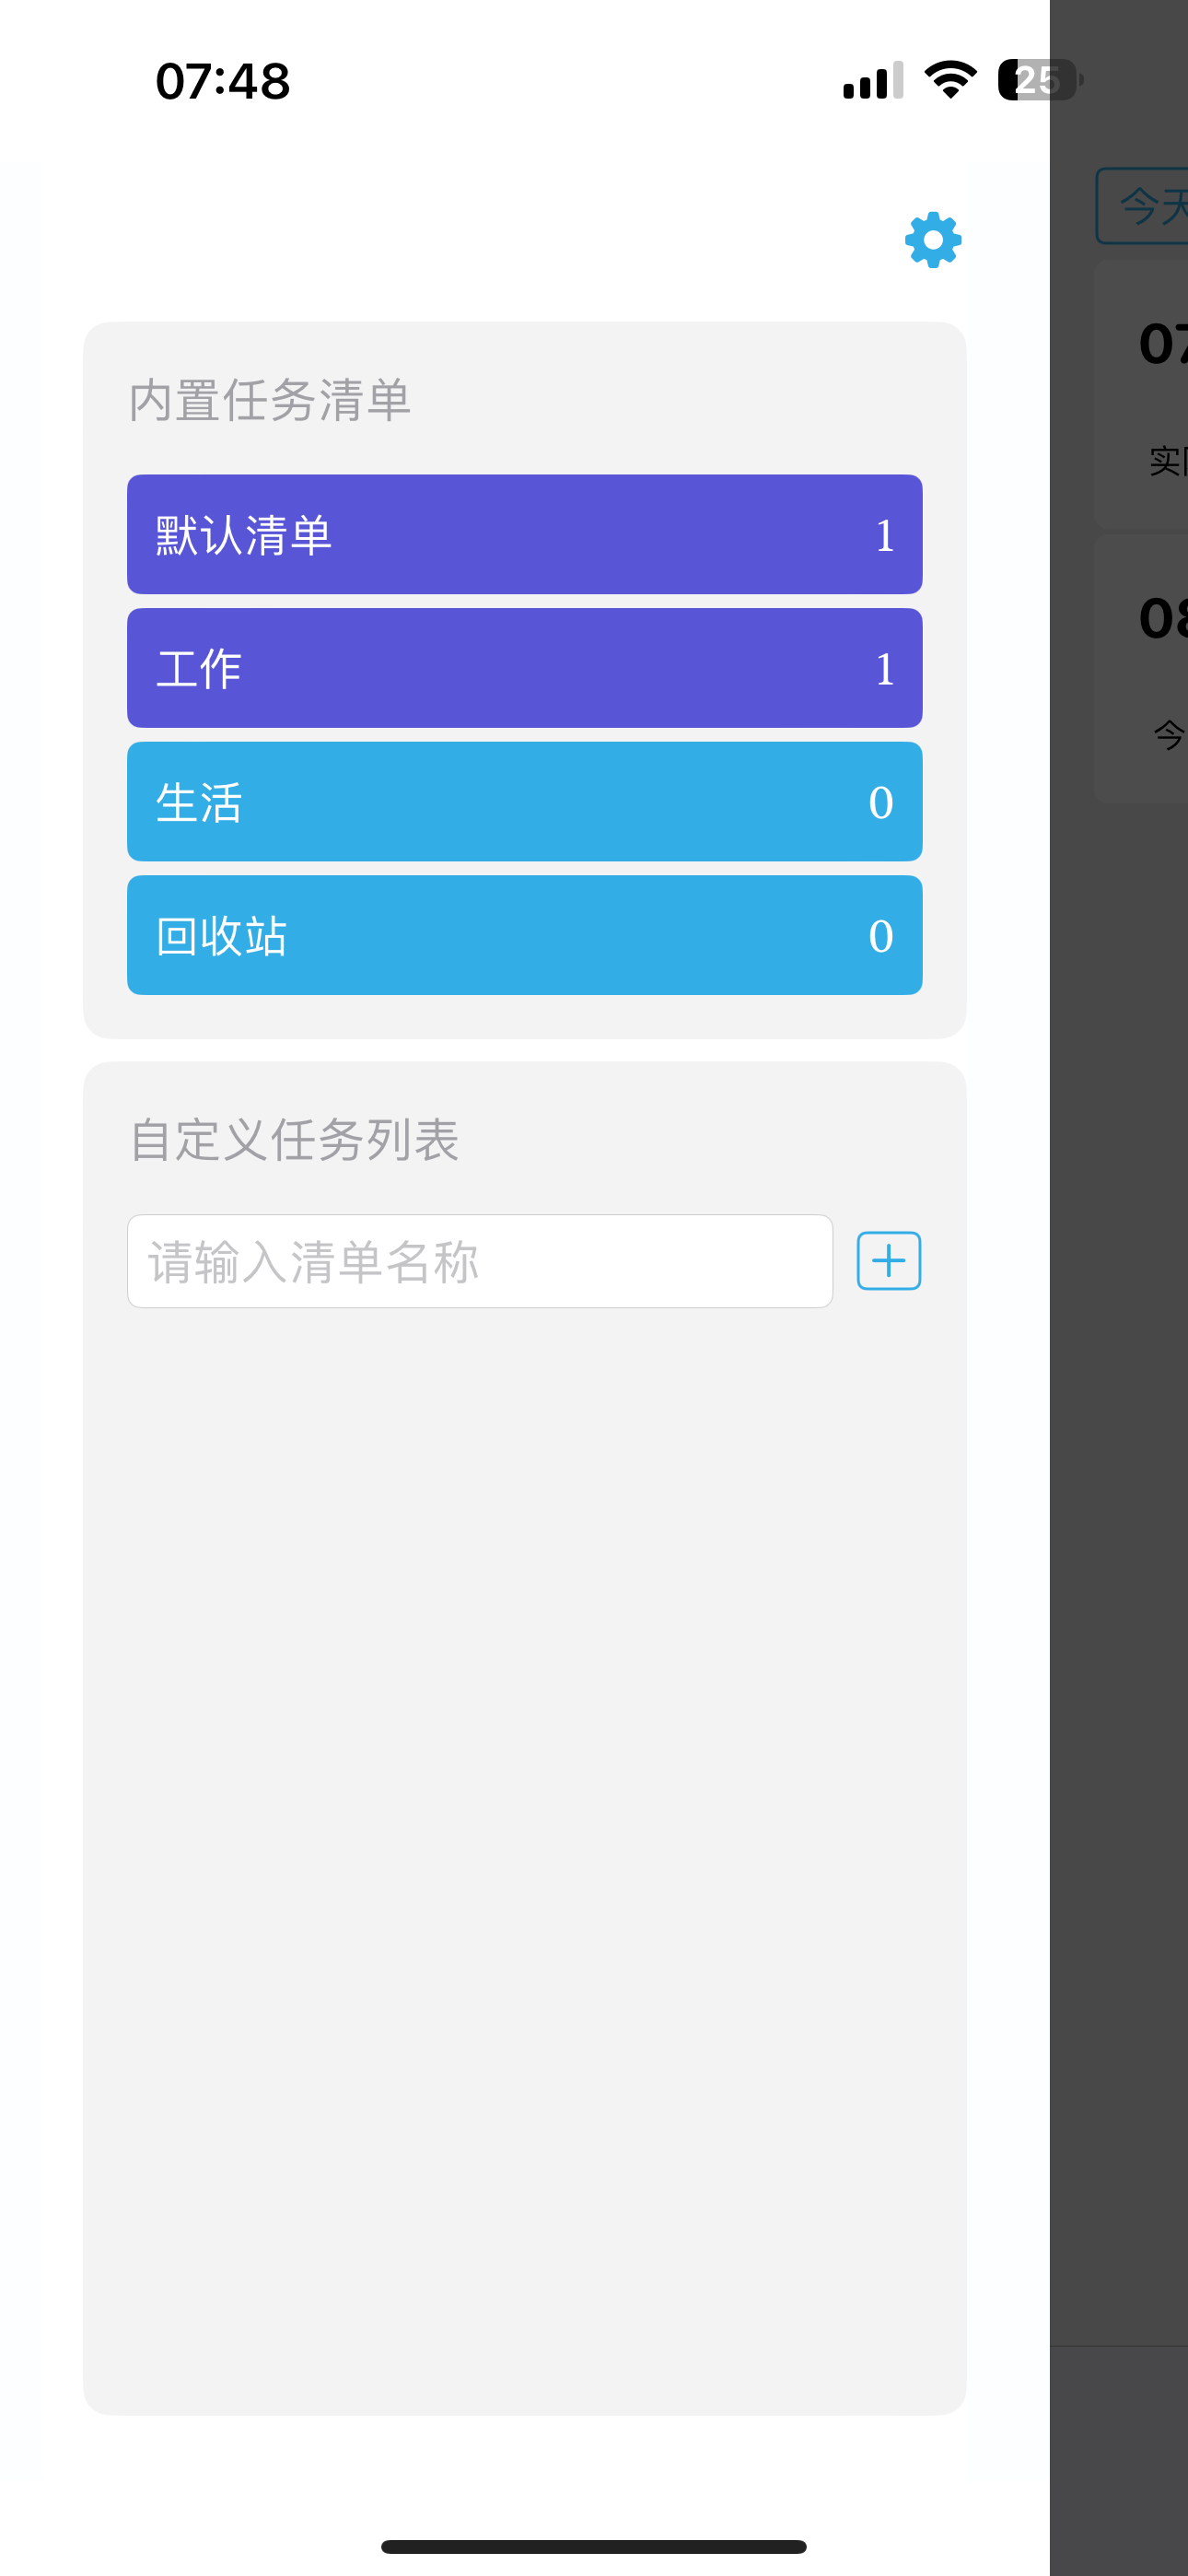 07:48
25
今天
内置任务清单
默认清单 1
工作 1
生活 0
回收站 0
自定义任务列表
请输入清单名称
07
实
08
今